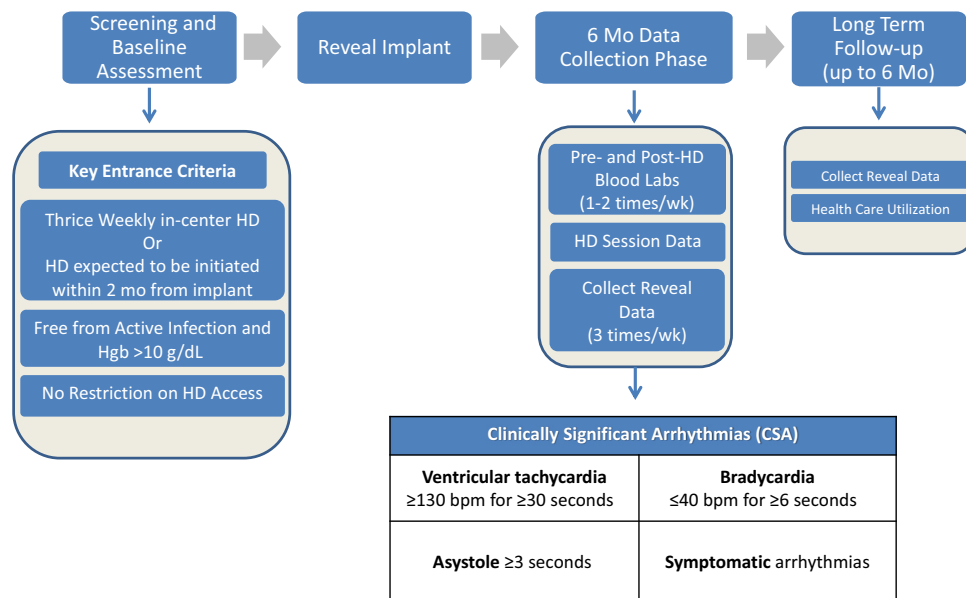 Screening and
Baseline
Assessment
Reveal Implant
6 Mo Data
Collection Phase
Long Term
Follow-up
(up to 6 Mo)
Key Entrance Criteria
Thrice Weekly in-center HD
Or
HD expected to be initiated
within 2 mo from implant
Free from Active Infection and
Hgb >10 g/dL
No Restriction on HD Access
Pre- and Post-HD
Blood Labs
(1-2 times/wk)
HD Session Data
Collect Reveal
Data
(3 times/wk)
Collect Reveal Data
Health Care Utilization
Clinically Significant Arrhythmias (CSA)
Ventricular tachycardia
≥130 bpm for ≥30 seconds
Bradycardia
≤40 bpm for ≥6 seconds
Asystole ≥3 seconds
Symptomatic arrhythmias